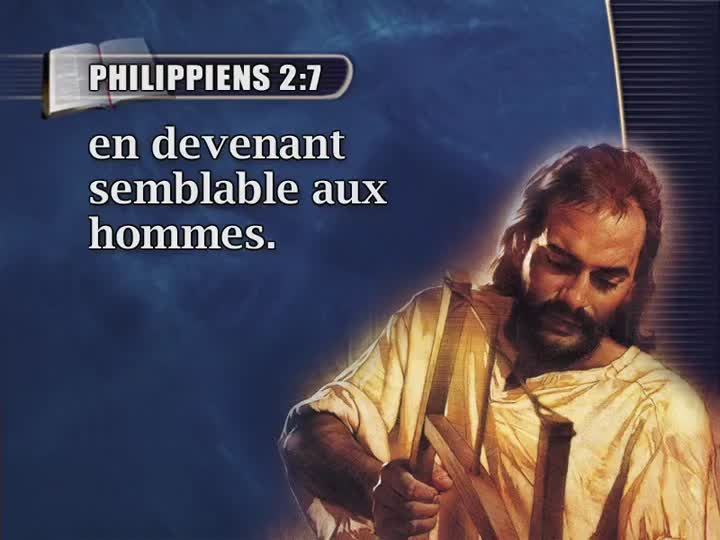 PHILIPPIENS 2:7
en devenant
semblable aux
hommes.